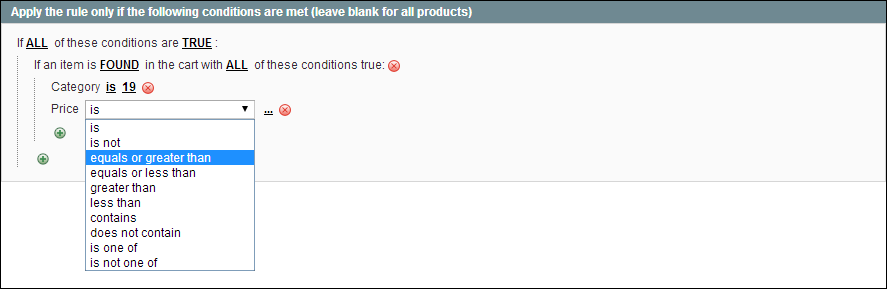 Apply the rule only if the following conditions are met (leave blank for all products)
If ALL of these conditions are TRUE :
If an item is FOUND in the cart with ALL of these conditions true:
Category is 19
Price is ...
is
is not
equals or greater than
equals or less than
greater than
less than
contains
does not contain
is one of
is not one of